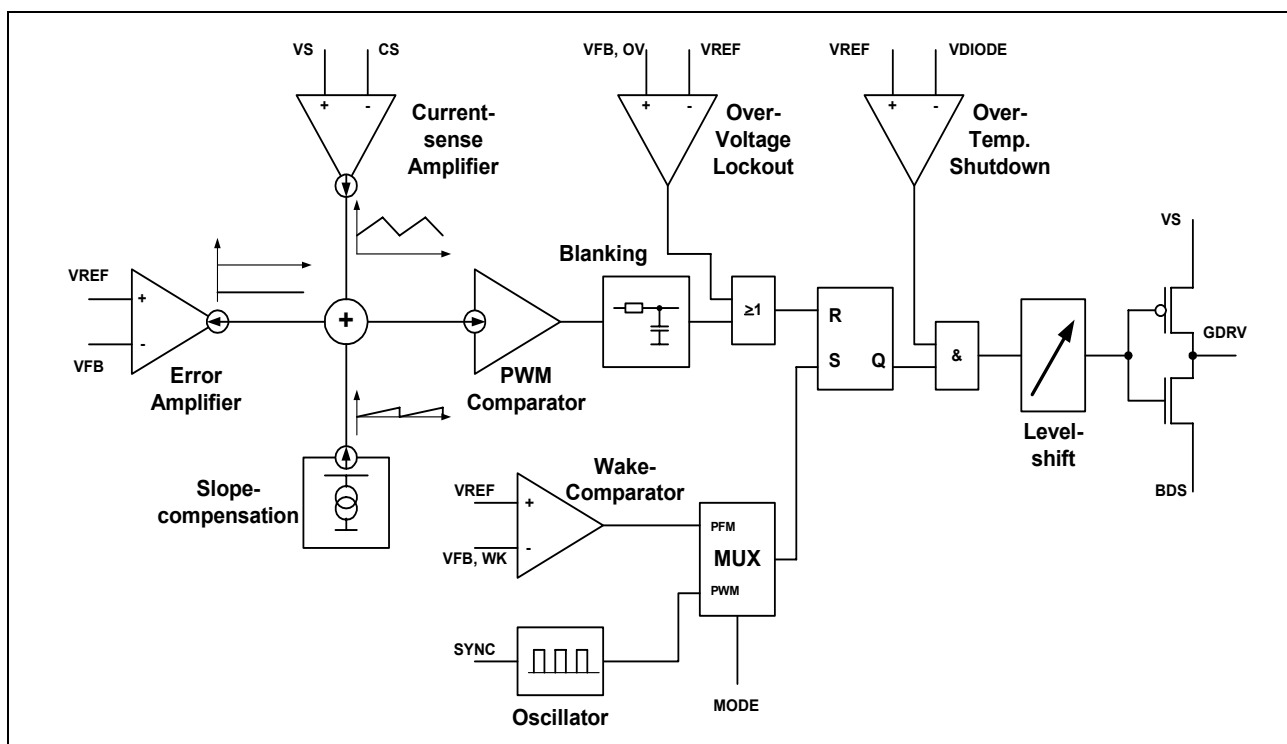 VS
CS
VFB, OV
VREF
VREF
VDIODE
+
-
+
-
+
-
Current-
sense
Amplifier
Over-
Voltage
Lockout
Over-
Temp.
Shutdown
VS
VREF
+
-
VFB
Error
Amplifier
+
PWM
Comparator
Blanking
≥1
R
S
Q
&
GDRV
Level-
shift
BDS
Slope-
compensation
VREF
+
-
VFB, WK
Wake-
Comparator
PFM
MUX
PWM
SYNC
Oscillator
MODE